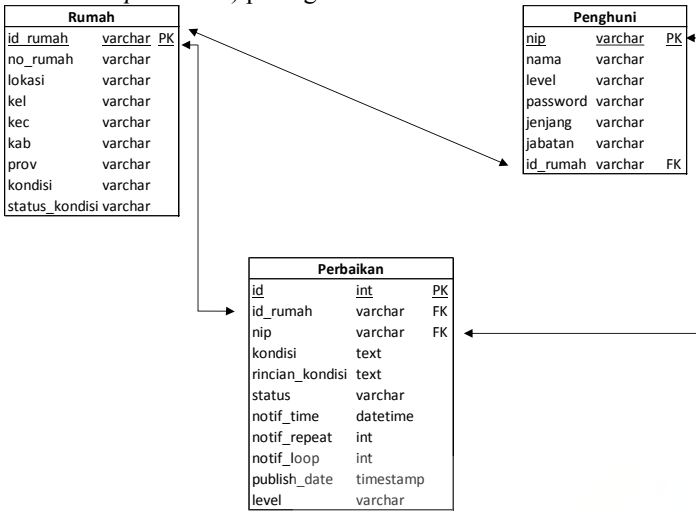 Rumah
id_rumah varchar PK
no_rumah varchar
lokasi varchar
kel varchar
kec varchar
kab varchar
prov varchar
kondisi varchar
status_kondisi varchar
Penghuni
nip varchar PK
nama varchar
level varchar
password varchar
jenjang varchar
jabatan varchar
id_rumah varchar FK
Perbaikan
id int PK
id_rumah varchar FK
nip varchar FK
kondisi text
rincian_kondisi text
status varchar
notif_time datetime
notif_repeat int
notif_loop int
publish_date timestamp
level varchar